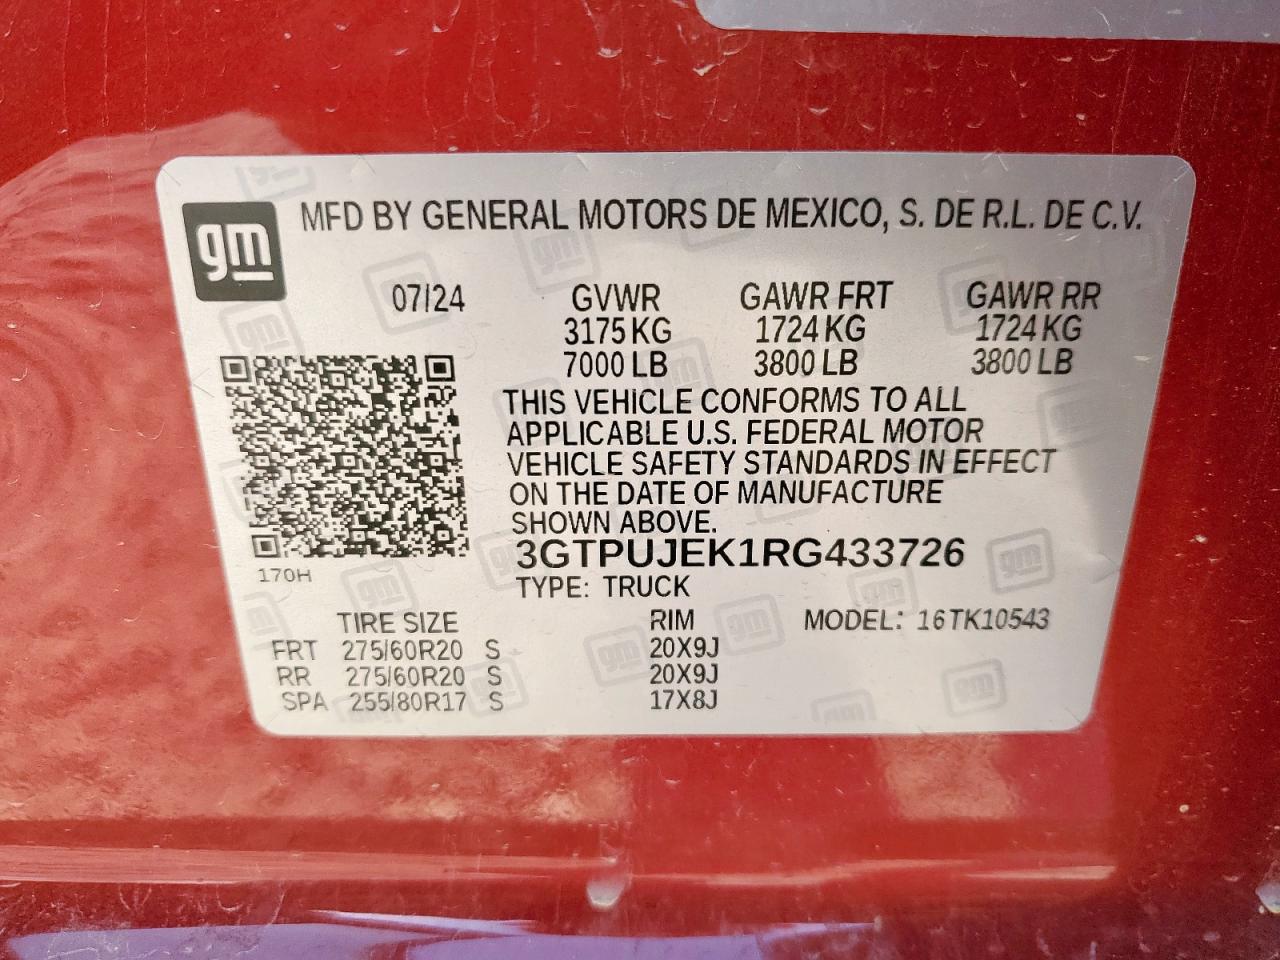 gm
MFD BY GENERAL MOTORS DE MEXICO, S. DE R.L. DE C.V.
07/24 GVWR GAWR FRT GAWR RR
3175 KG 1724 KG 1724 KG
7000 LB 3800 LB 3800 LB
THIS VEHICLE CONFORMS TO ALL
APPLICABLE U.S. FEDERAL MOTOR
VEHICLE SAFETY STANDARDS IN EFFECT
ON THE DATE OF MANUFACTURE
SHOWN ABOVE.
3GTPUJEK1RG433726
170H
TYPE: TRUCK
TIRE SIZE RIM MODEL: 16TK10543
FRT 275/60R20 S 20X9J
RR 275/60R20 S 20X9J
SPA 255/80R17 S 17X8J